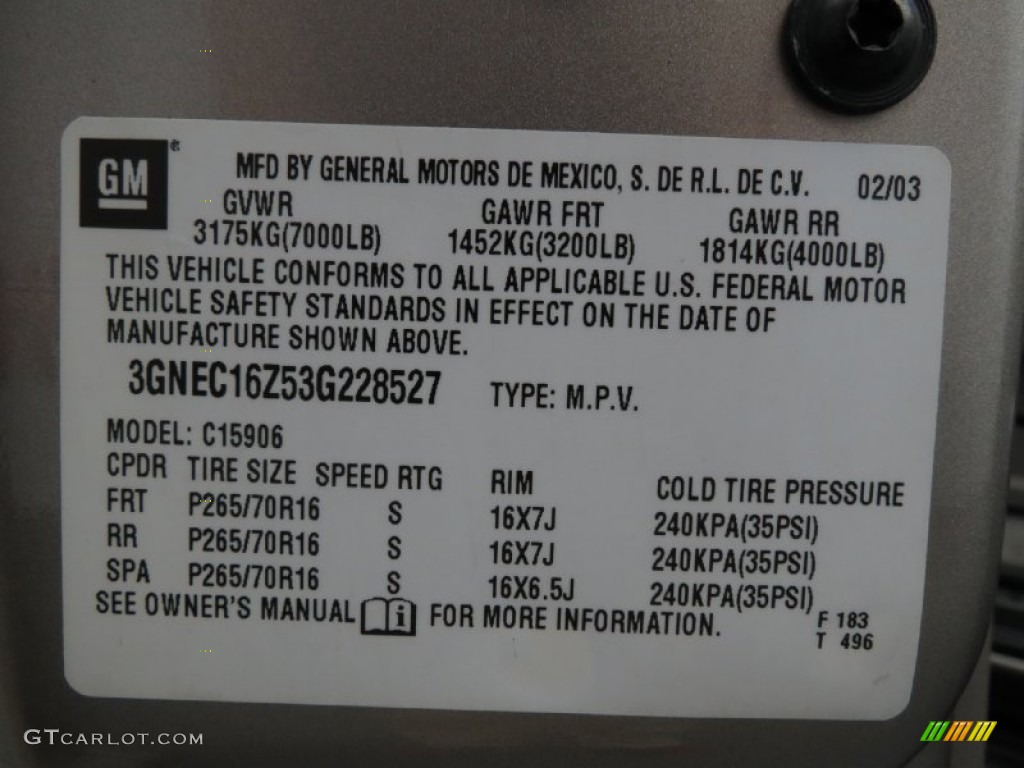 GM®
MFD BY GENERAL MOTORS DE MEXICO, S. DE R.L. DE C.V. 02/03
GVWR GAWR FRT GAWR RR
3175KG(7000LB) 1452KG(3200LB) 1814KG(4000LB)
THIS VEHICLE CONFORMS TO ALL APPLICABLE U.S. FEDERAL MOTOR
VEHICLE SAFETY STANDARDS IN EFFECT ON THE DATE OF
MANUFACTURE SHOWN ABOVE.
3GNEC16Z53G228527 TYPE: M.P.V.
MODEL: C15906
CPDR TIRE SIZE SPEED RTG RIM COLD TIRE PRESSURE
FRT P265/70R16 S 16X7J 240KPA(35PSI)
RR P265/70R16 S 16X7J 240KPA(35PSI)
SPA P265/70R16 S 16X6.5J 240KPA(35PSI)
SEE OWNER'S MANUAL i FOR MORE INFORMATION.
F 183
T 496
GTCARLOT.COM